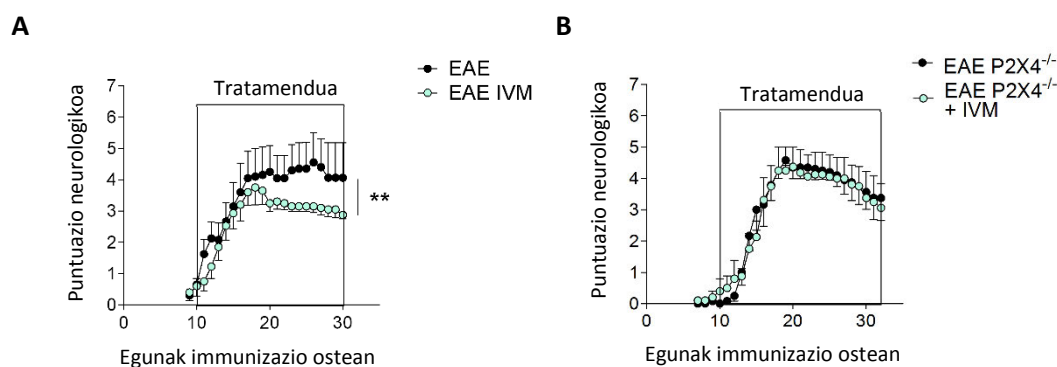 A
EAE
EAE IVM
Tratamendua
Puntuazio neurologikoa
7
6
5
4
3
2
1
0
**
0
10
20
30
Egunak immunizazio ostean
B
EAE P2X4-/-
EAE P2X4-/-
+ IVM
Tratamendua
Puntuazio neurologikoa
7
6
5
4
3
2
1
0
0
10
20
30
Egunak immunizazio ostean